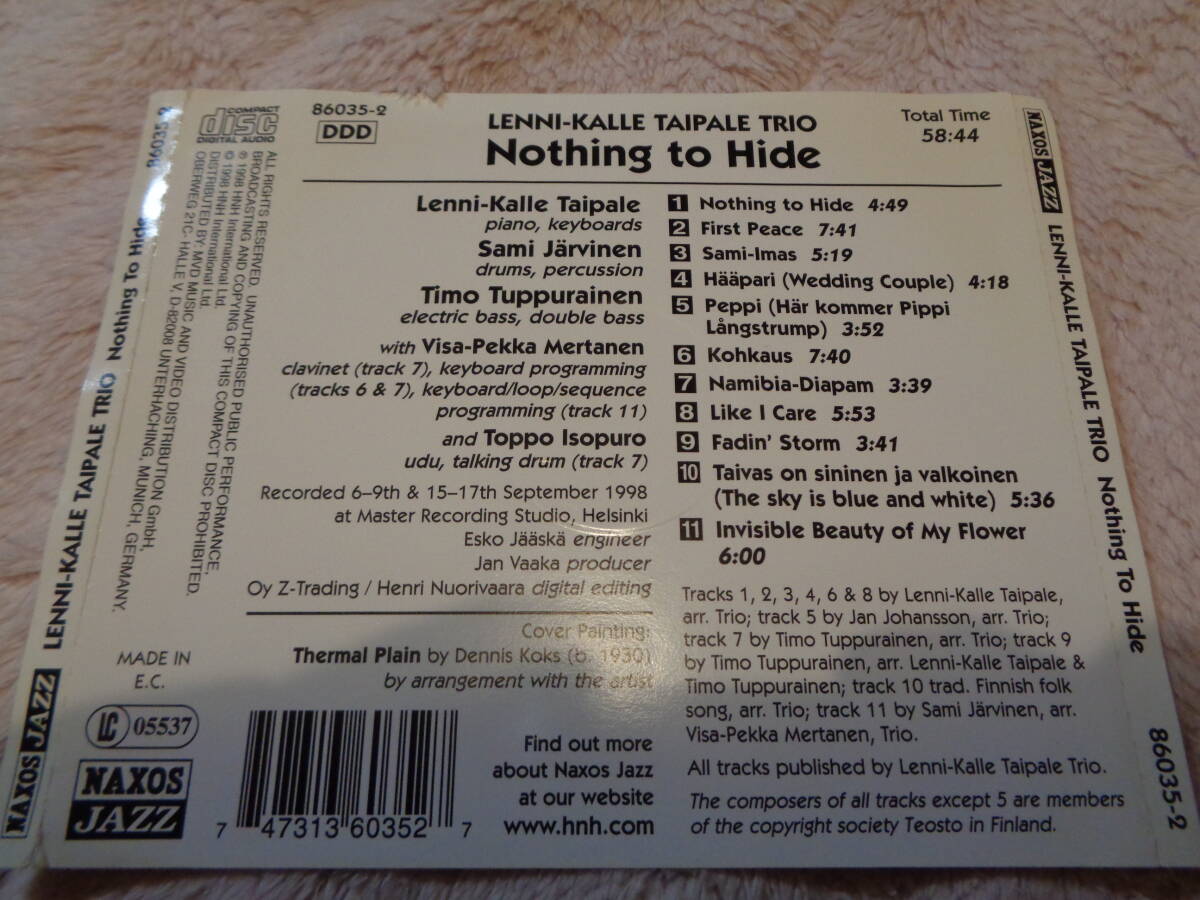 86035-2
DDD
LENNI-KALLE TAIPALE TRIO
Nothing to Hide
Total Time
58:44
Lenni-Kalle Taipale
piano, keyboards
Sami Järvinen
drums, percussion
Timo Tuppurainen
electric bass, double bass
with Visa-Pekka Mertanen
clavinet (track 7), keyboard programming
(tracks 6 & 7), keyboard/loop/sequence
programming (track 11)
and Toppo Isopuro
udu, talking drum (track 7)
Recorded 6–9th & 15–17th September 1998
at Master Recording Studio, Helsinki
Esko Jääskä engineer
Jan Vaaka producer
Oy Z-Trading / Henri Nuorivaara digital editing
Cover Painting:
Thermal Plain by Dennis Koks (b. 1930)
by arrangement with the artist
Find out more
about Naxos Jazz
at our website
www.hnh.com
1 Nothing to Hide 4:49
2 First Peace 7:41
3 Sami-Imas 5:19
4 Hääpari (Wedding Couple) 4:18
5 Peppi (Här kommer Pippi
Långstrump) 3:52
6 Kohkaus 7:40
7 Namibia-Diapam 3:39
8 Like I Care 5:53
9 Fadin' Storm 3:41
10 Taivas on sininen ja valkoinen
(The sky is blue and white) 5:36
11 Invisible Beauty of My Flower
6:00
Tracks 1, 2, 3, 4, 6 & 8 by Lenni-Kalle Taipale,
arr. Trio; track 5 by Jan Johansson, arr. Trio;
track 7 by Timo Tuppurainen, arr. Trio; track 9
by Timo Tuppurainen, arr. Lenni-Kalle Taipale &
Timo Tuppurainen; track 10 trad. Finnish folk
song, arr. Trio; track 11 by Sami Järvinen, arr.
Visa-Pekka Mertanen, Trio.
All tracks published by Lenni-Kalle Taipale Trio.
The composers of all tracks except 5 are members
of the copyright society Teosto in Finland.
COMPACT
disc
DIGITAL AUDIO
ALL RIGHTS RESERVED. UNAUTHORISED PUBLIC PERFORMANCE,
BROADCASTING AND COPYING OF THIS COMPACT DISC PROHIBITED.
℗ 1998 HNH International Ltd.
© 1998 HNH International Ltd.
DISTRIBUTED BY: MVD MUSIC AND VIDEO DISTRIBUTION GmbH,
OBERWEG 21C- HALLE V, D-82008 UNTERHACHING, MUNICH, GERMANY.
MADE IN
E.C.
LC 05537
NAXOS
JAZZ
7 47313 60352 7
NAXOS JAZZ LENNI-KALLE TAIPALE TRIO Nothing To Hide 86035-2
NAXOS JAZZ LENNI-KALLE TAIPALE TRIO Nothing To Hide 86035-2